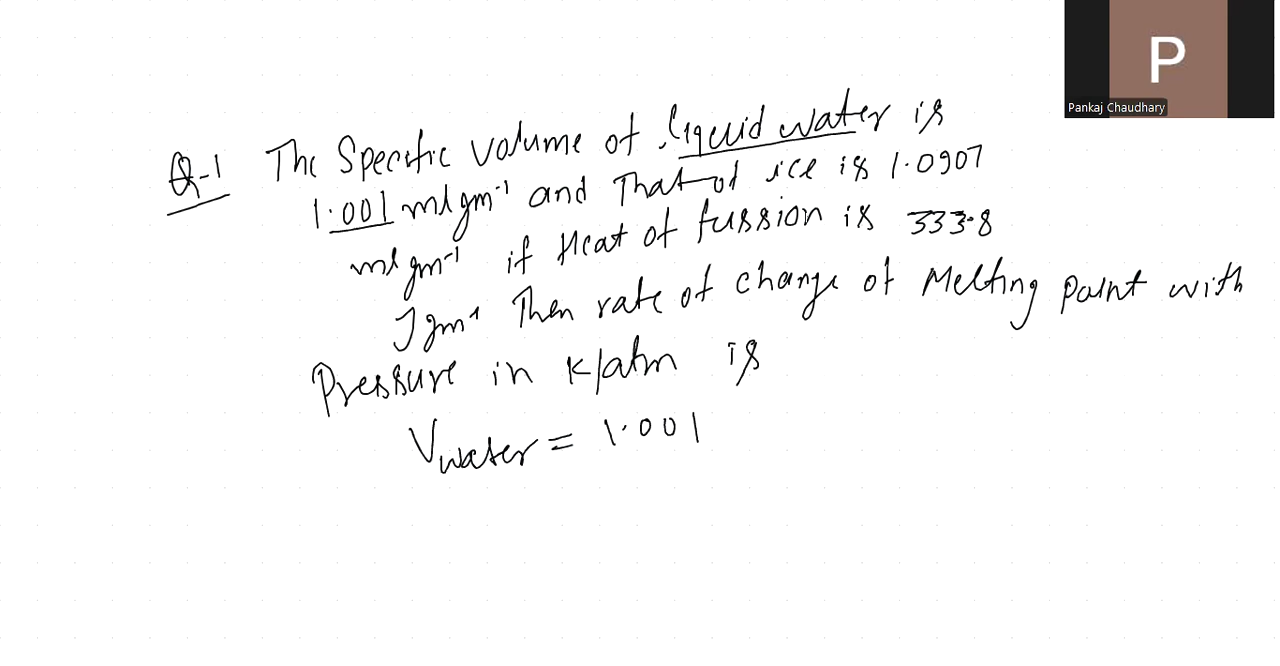 P
Pankaj Chaudhary
Q-1 The Specific volume of liquid water is
1.001 ml gm⁻¹ and That of ice is 1.0907
ml gm⁻¹ if Heat of fussion is 333.8
J gm⁻¹ Then rate of change of Melting point with
Pressure in K/atm is
Vwater = 1.001